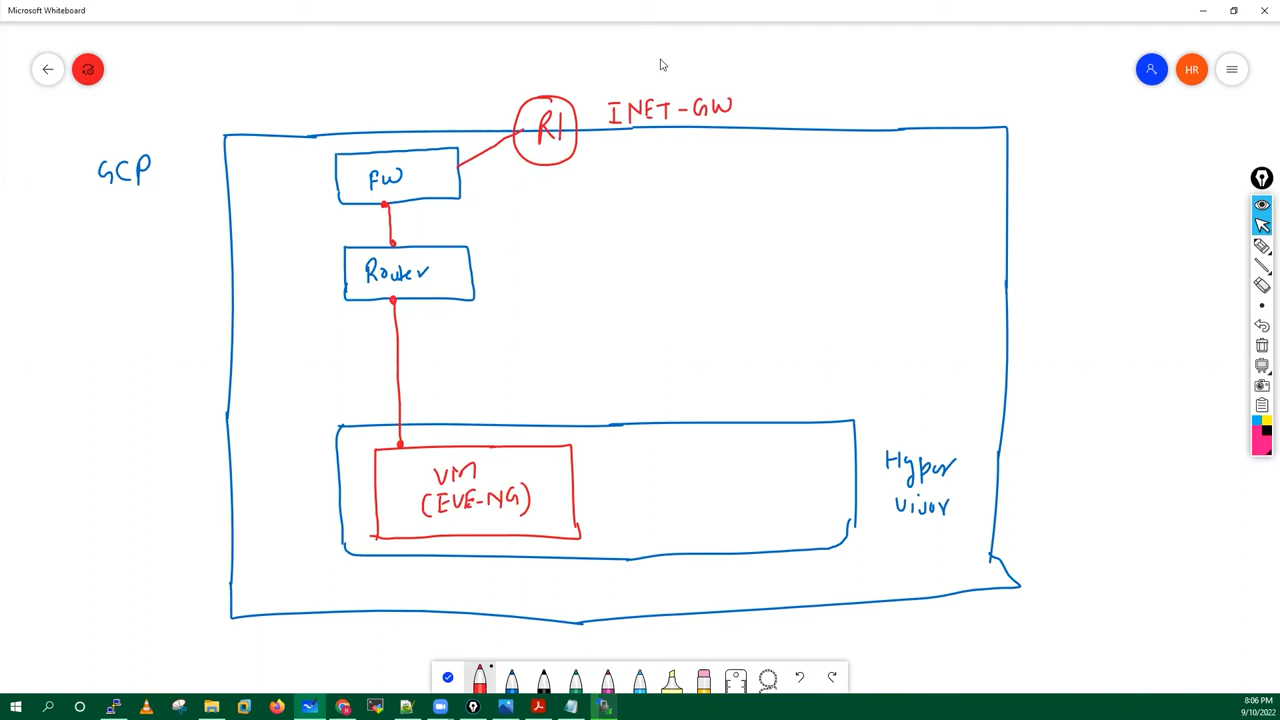 Microsoft Whiteboard
HR
INET-GW
R1
GCP
FW
Router
VM
(EVE-NG)
Hyper
vijor
8:06 PM
9/10/2022